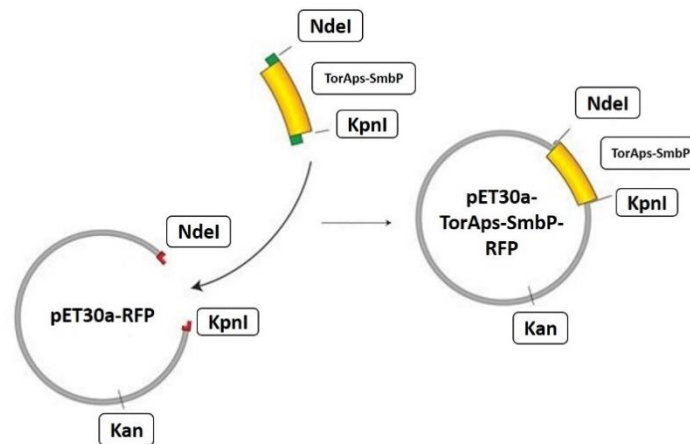 NdeI
TorAps-SmbP
KpnI
NdeI
TorAps-SmbP
KpnI
pET30a-
TorAps-SmbP-
RFP
Kan
NdeI
pET30a-RFP
KpnI
Kan